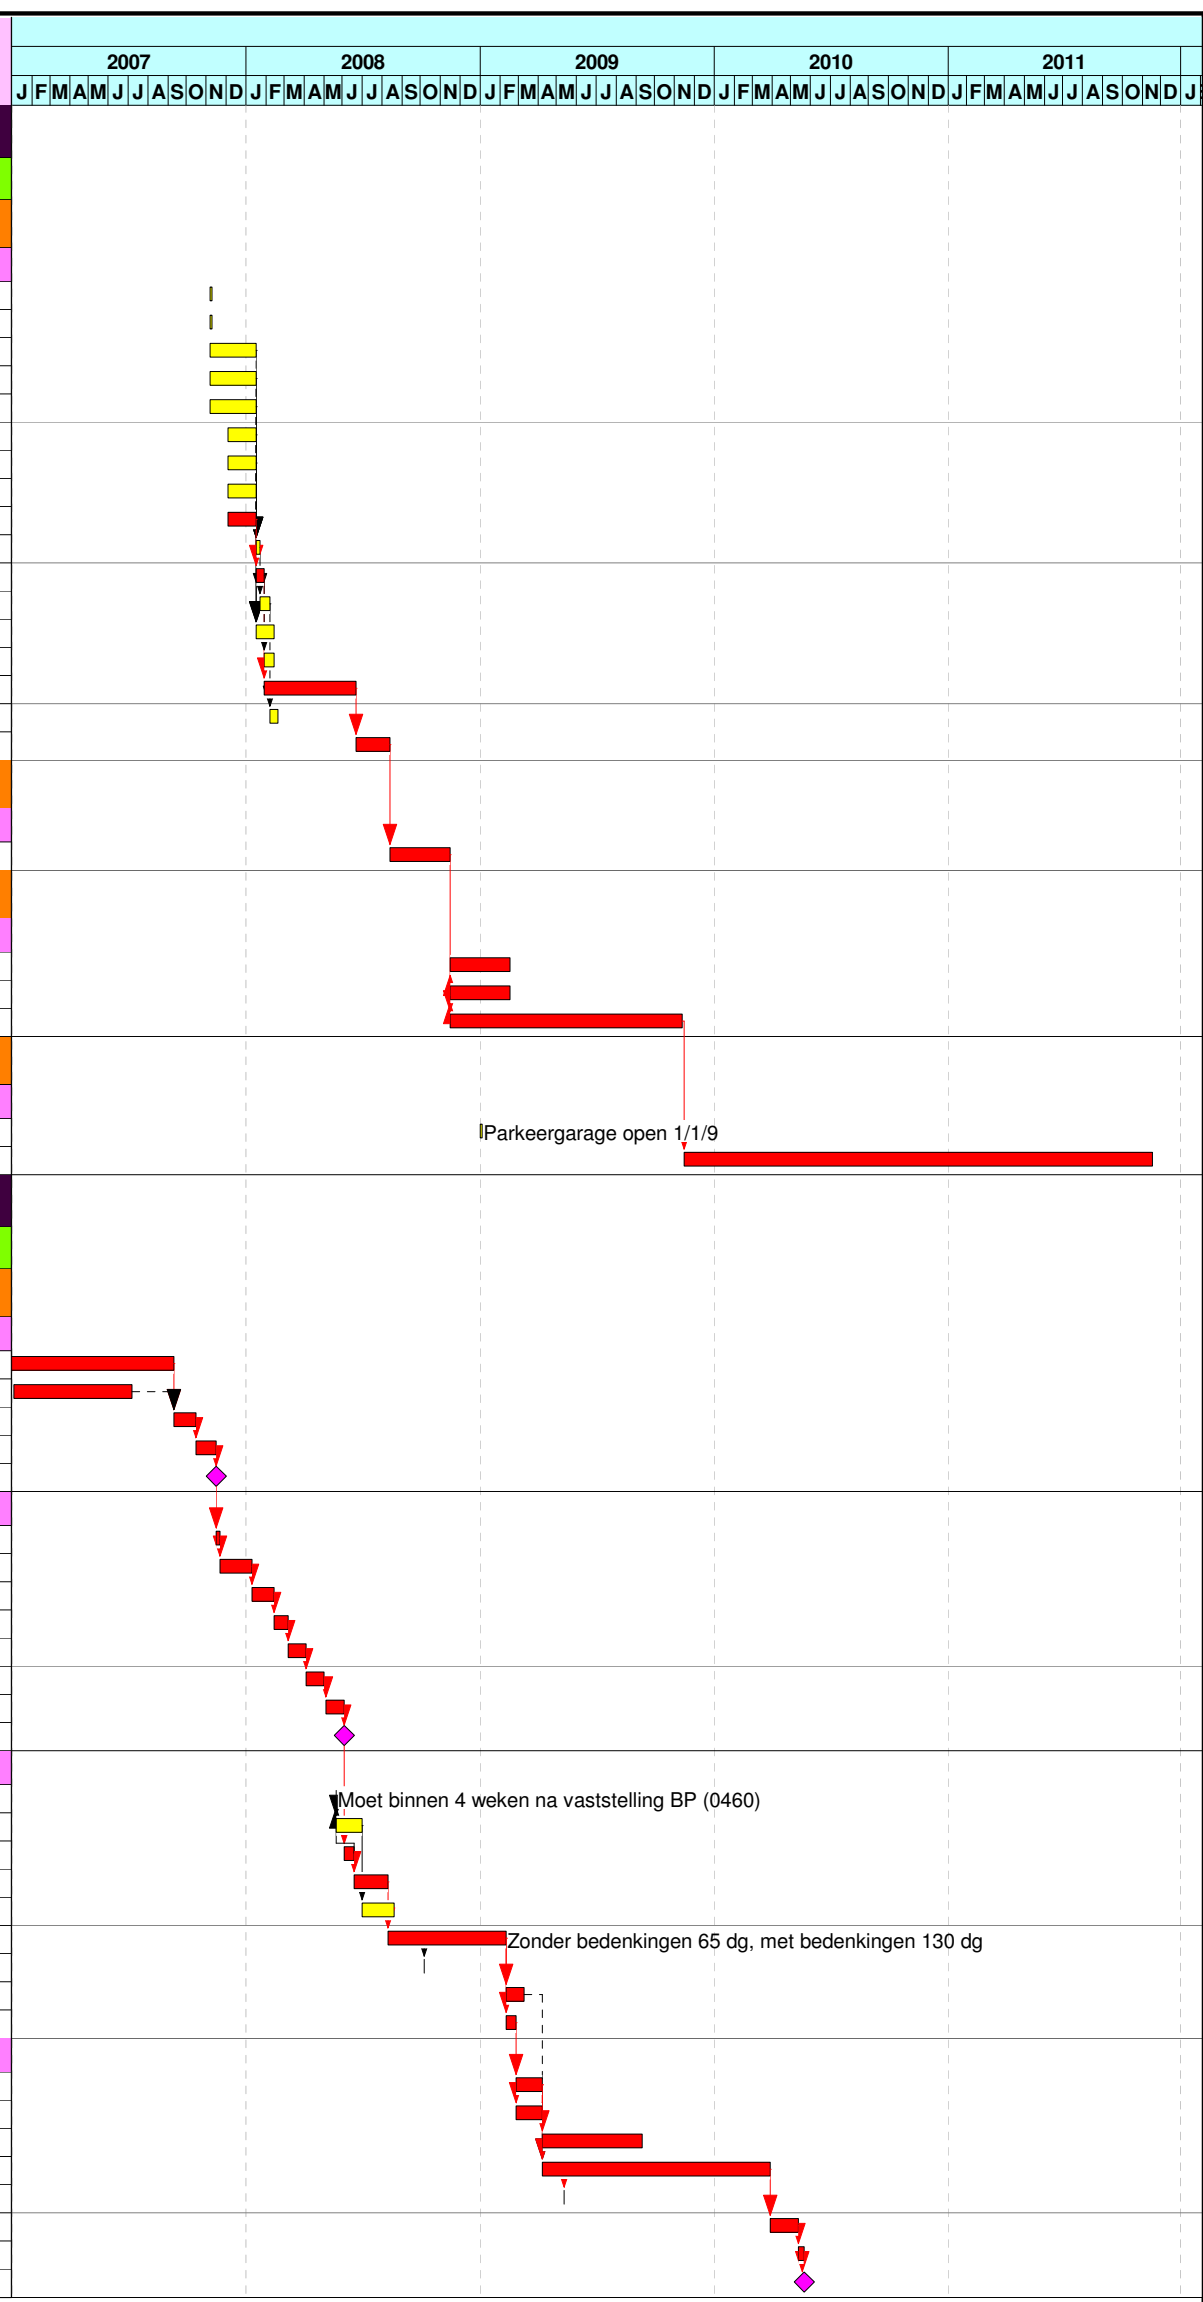 2007 2008 2009 2010 2011
J F M A M J J A S O N D J F M A M J J A S O N D J F M A M J J A S O N D J F M A M J J A S O N D J F M A M J J A S O N D J
Parkeergarage open 1/1/9
Moet binnen 4 weken na vaststelling BP (0460)
Zonder bedenkingen 65 dg, met bedenkingen 130 dg